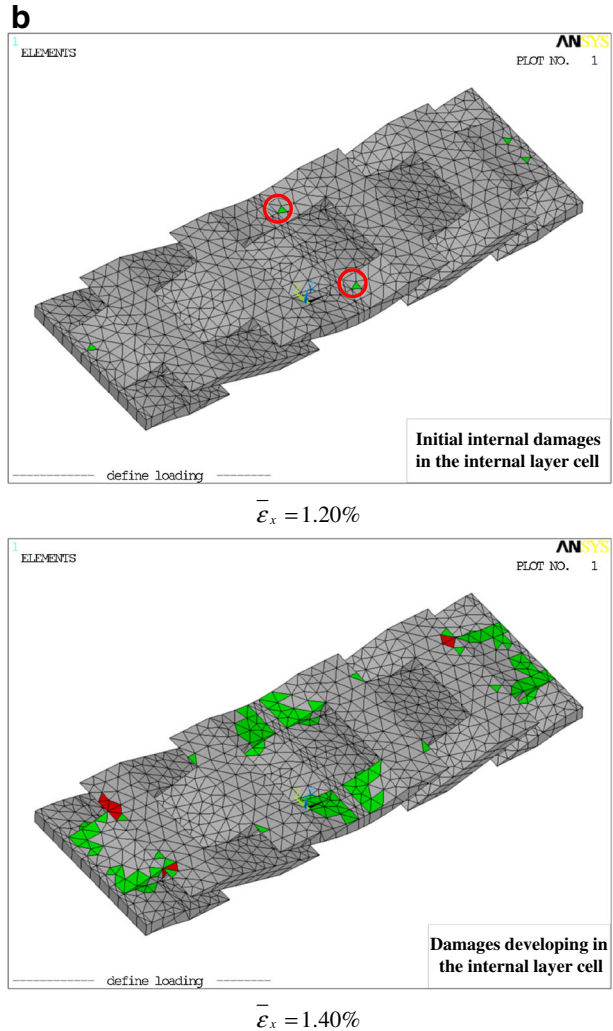 b
1
ANSYS
ELEMENTS
PLOT NO. 1
Initial internal damages
in the internal layer cell
------------ define loading --------
ε̅ₓ = 1.20%
1
ANSYS
ELEMENTS
PLOT NO. 1
Damages developing in
the internal layer cell
------------ define loading --------
ε̅ₓ = 1.40%